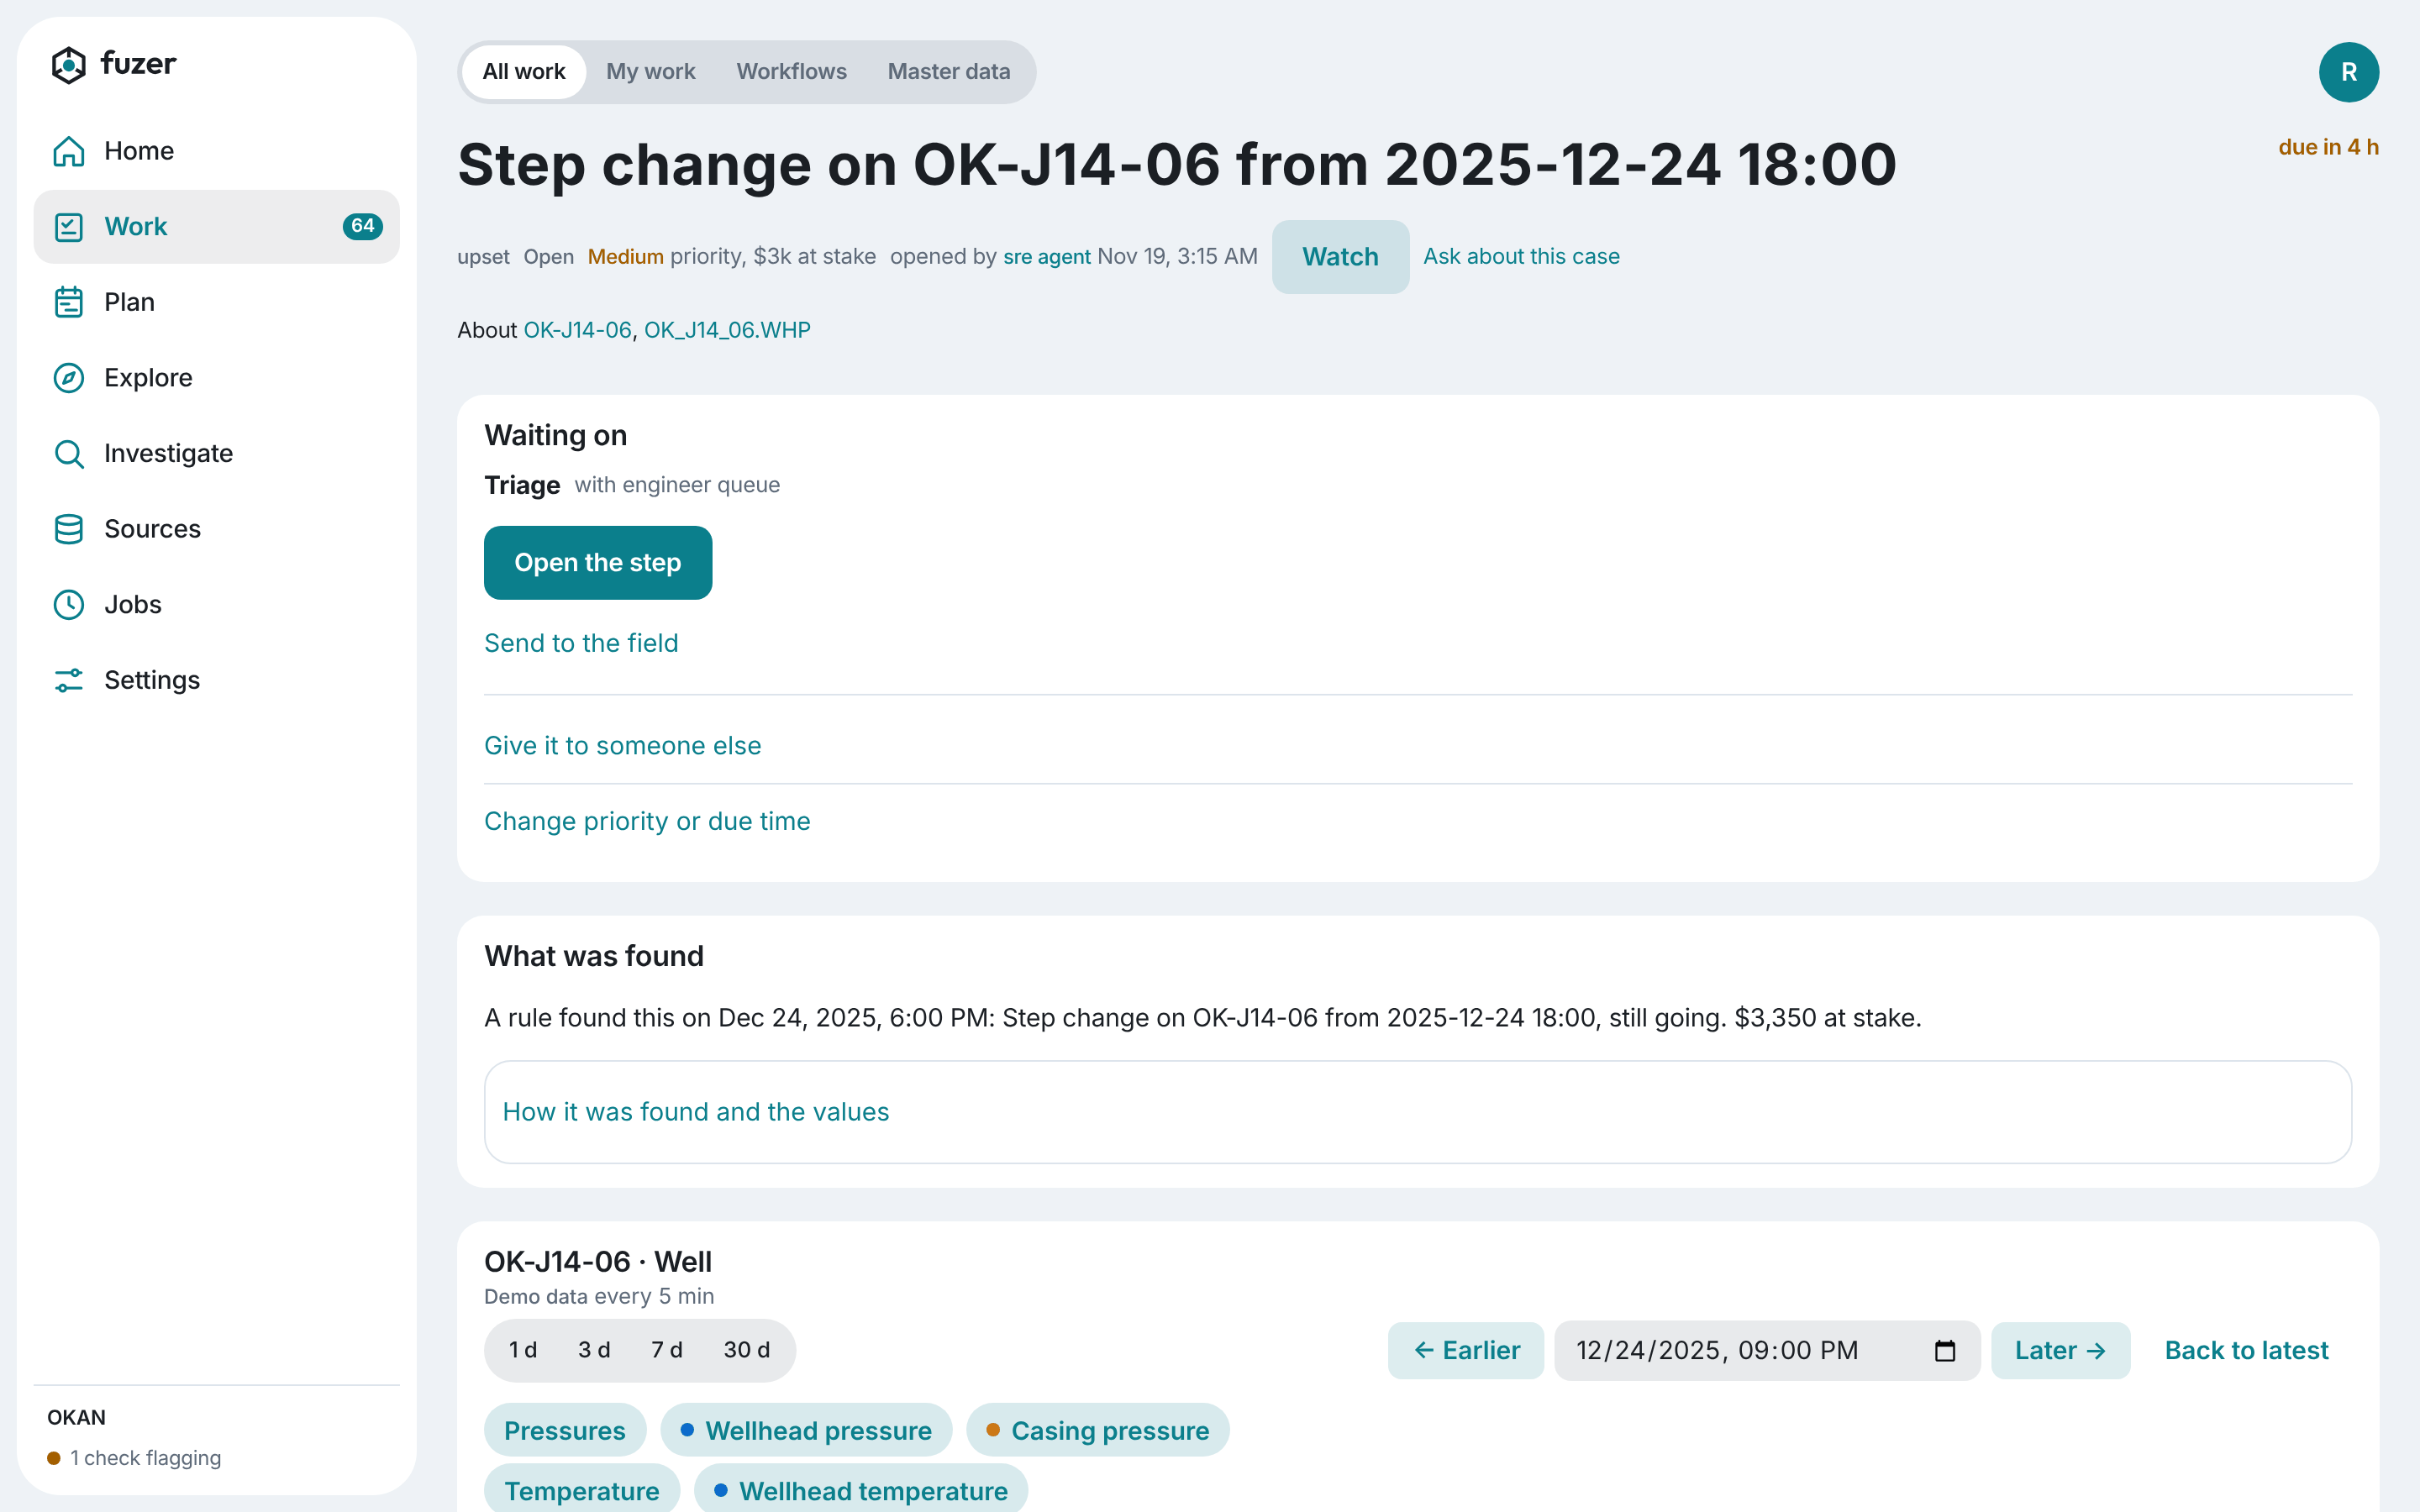 fuzer
Home
Work 64
Plan
Explore
Investigate
Sources
Jobs
Settings
OKAN
1 check flagging
All work My work Workflows Master data
R
Step change on OK-J14-06 from 2025-12-24 18:00
due in 4 h
upset Open Medium priority, $3k at stake opened by sre agent Nov 19, 3:15 AM Watch Ask about this case
About OK-J14-06, OK_J14_06.WHP
Waiting on
Triage with engineer queue
Open the step
Send to the field
Give it to someone else
Change priority or due time
What was found
A rule found this on Dec 24, 2025, 6:00 PM: Step change on OK-J14-06 from 2025-12-24 18:00, still going. $3,350 at stake.
How it was found and the values
OK-J14-06 · Well
Demo data every 5 min
1 d 3 d 7 d 30 d
← Earlier 12/24/2025, 09:00 PM Later → Back to latest
Pressures Wellhead pressure Casing pressure
Temperature Wellhead temperature